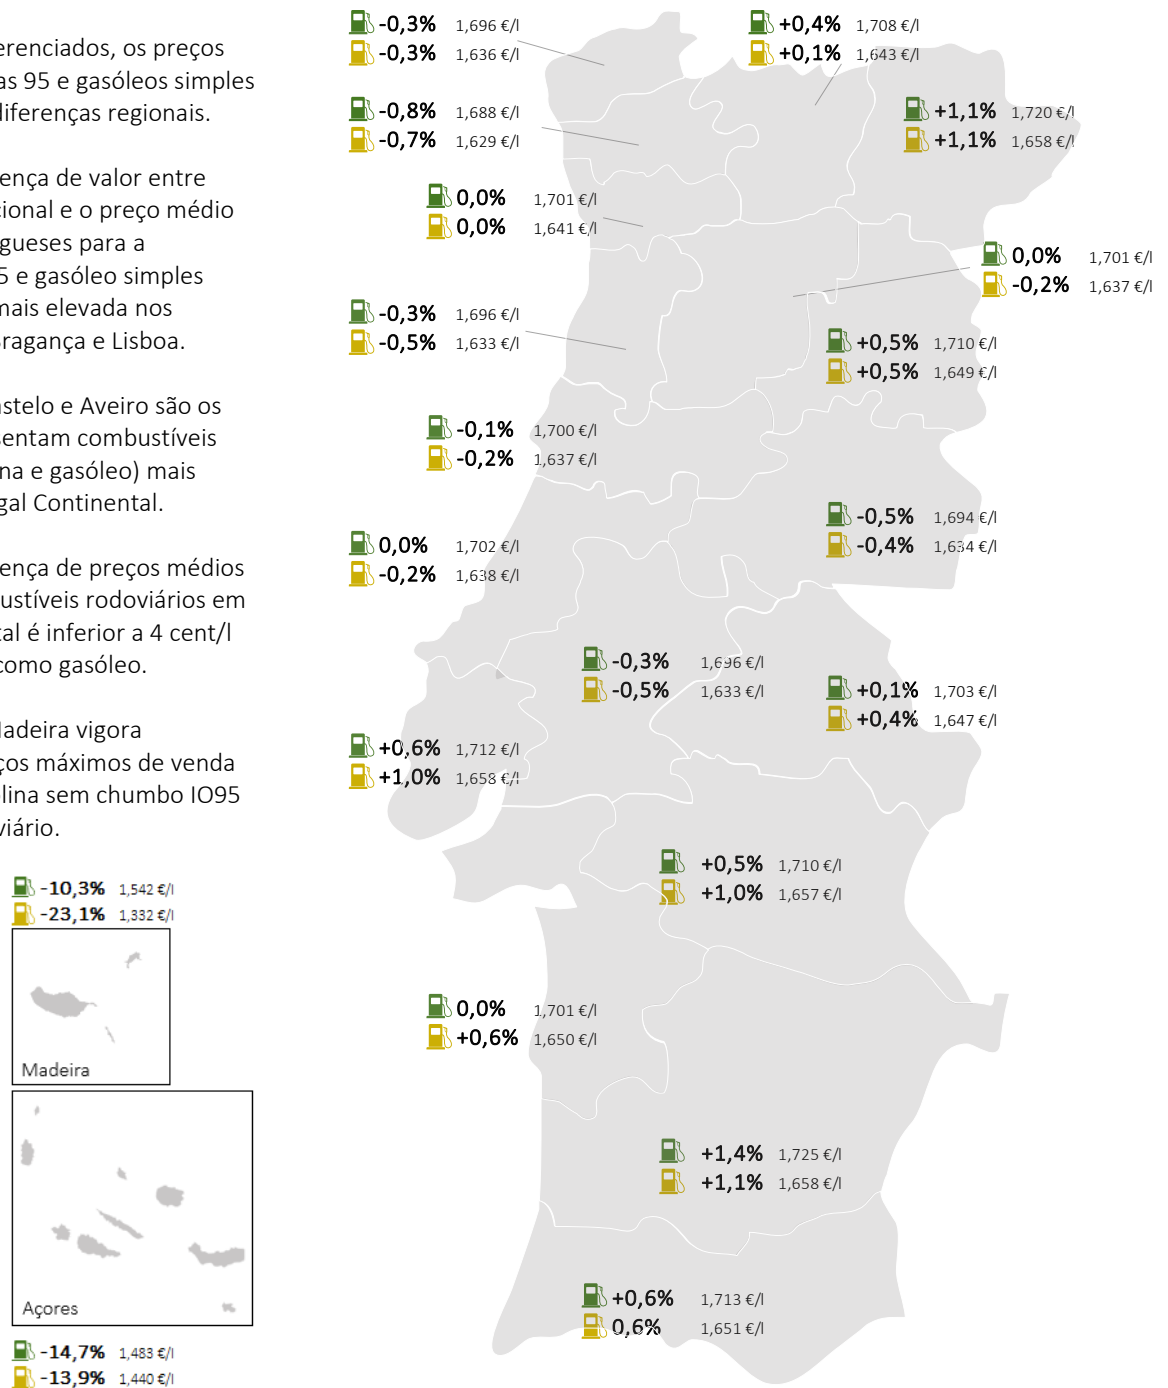 erenciados, os preços
as 95 e gasóleos simples
diferenças regionais.
ença de valor entre
cional e o preço médio
gueses para a
5 e gasóleo simples
mais elevada nos
Bragança e Lisboa.
astelo e Aveiro são os
sentam combustíveis
na e gasóleo) mais
gal Continental.
ença de preços médios
bustíveis rodoviários em
tal é inferior a 4 cent/l
como gasóleo.
Madeira vigora
ços máximos de venda
olina sem chumbo IO95
viário.
-10,3% 1,542 €/l
-23,1% 1,332 €/l
Madeira
Açores
-14,7% 1,483 €/l
-13,9% 1,440 €/l
-0,3% 1,696 €/l
-0,3% 1,636 €/l
+0,4% 1,708 €/l
+0,1% 1,643 €/l
-0,8% 1,688 €/l
-0,7% 1,629 €/l
+1,1% 1,720 €/l
+1,1% 1,658 €/l
0,0% 1,701 €/l
0,0% 1,641 €/l
0,0% 1,701 €/l
-0,2% 1,637 €/l
-0,3% 1,696 €/l
-0,5% 1,633 €/l
+0,5% 1,710 €/l
+0,5% 1,649 €/l
-0,1% 1,700 €/l
-0,2% 1,637 €/l
-0,5% 1,694 €/l
-0,4% 1,634 €/l
0,0% 1,702 €/l
-0,2% 1,638 €/l
-0,3% 1,696 €/l
-0,5% 1,633 €/l
+0,1% 1,703 €/l
+0,4% 1,647 €/l
+0,6% 1,712 €/l
+1,0% 1,658 €/l
+0,5% 1,710 €/l
+1,0% 1,657 €/l
0,0% 1,701 €/l
+0,6% 1,650 €/l
+1,4% 1,725 €/l
+1,1% 1,658 €/l
+0,6% 1,713 €/l
0,6% 1,651 €/l